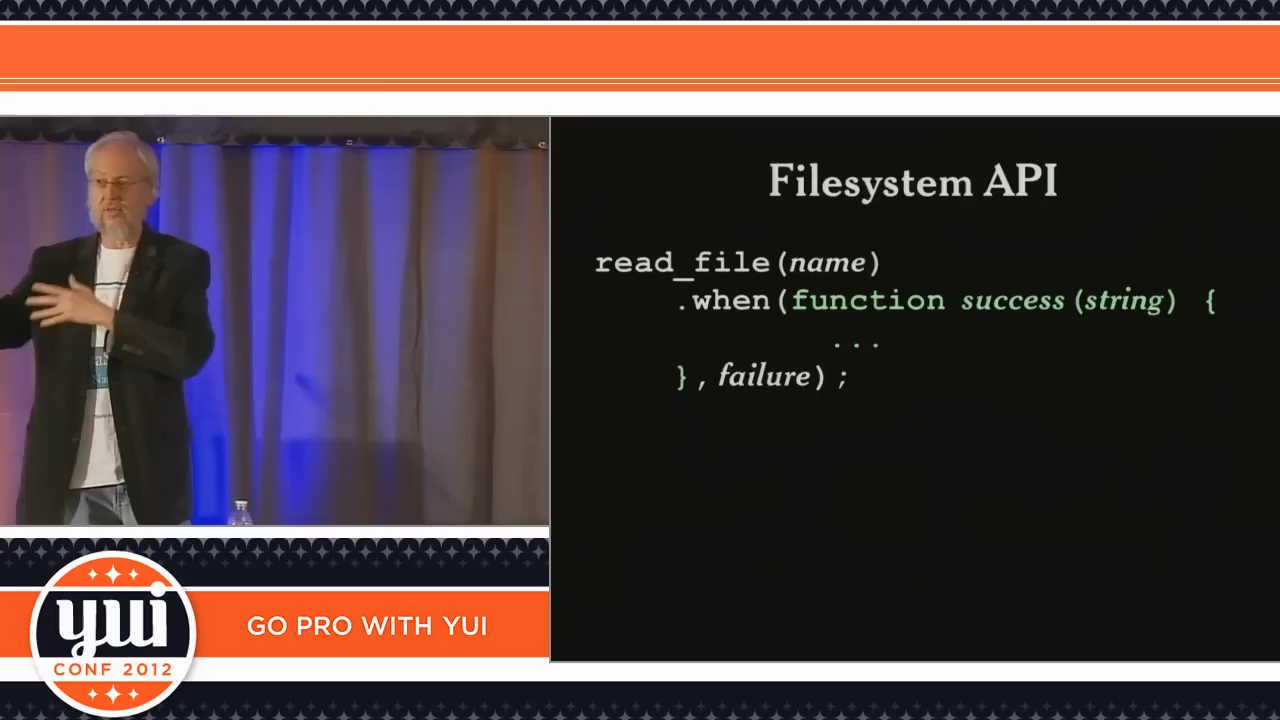 Filesystem API
read_file(name)
.when(function success(string) {
...
}, failure);
yui
CONF 2012
GO PRO WITH YUI